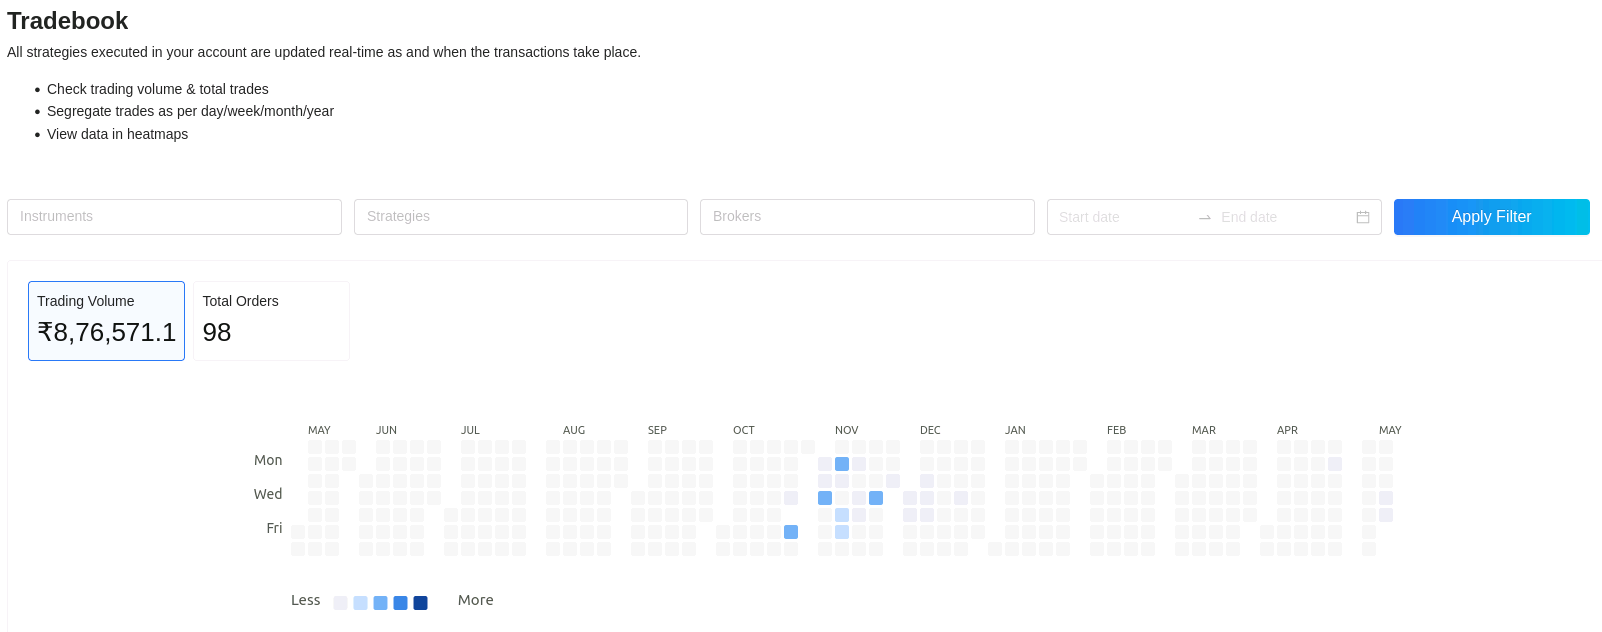 Tradebook
All strategies executed in your account are updated real-time as and when the transactions take place.
• Check trading volume & total trades
• Segregate trades as per day/week/month/year
• View data in heatmaps
Instruments Strategies Brokers Start date → End date Apply Filter
Trading Volume Total Orders
₹8,76,571.1 98
MAY JUN JUL AUG SEP OCT NOV DEC JAN FEB MAR APR MAY
Mon
Wed
Fri
Less More